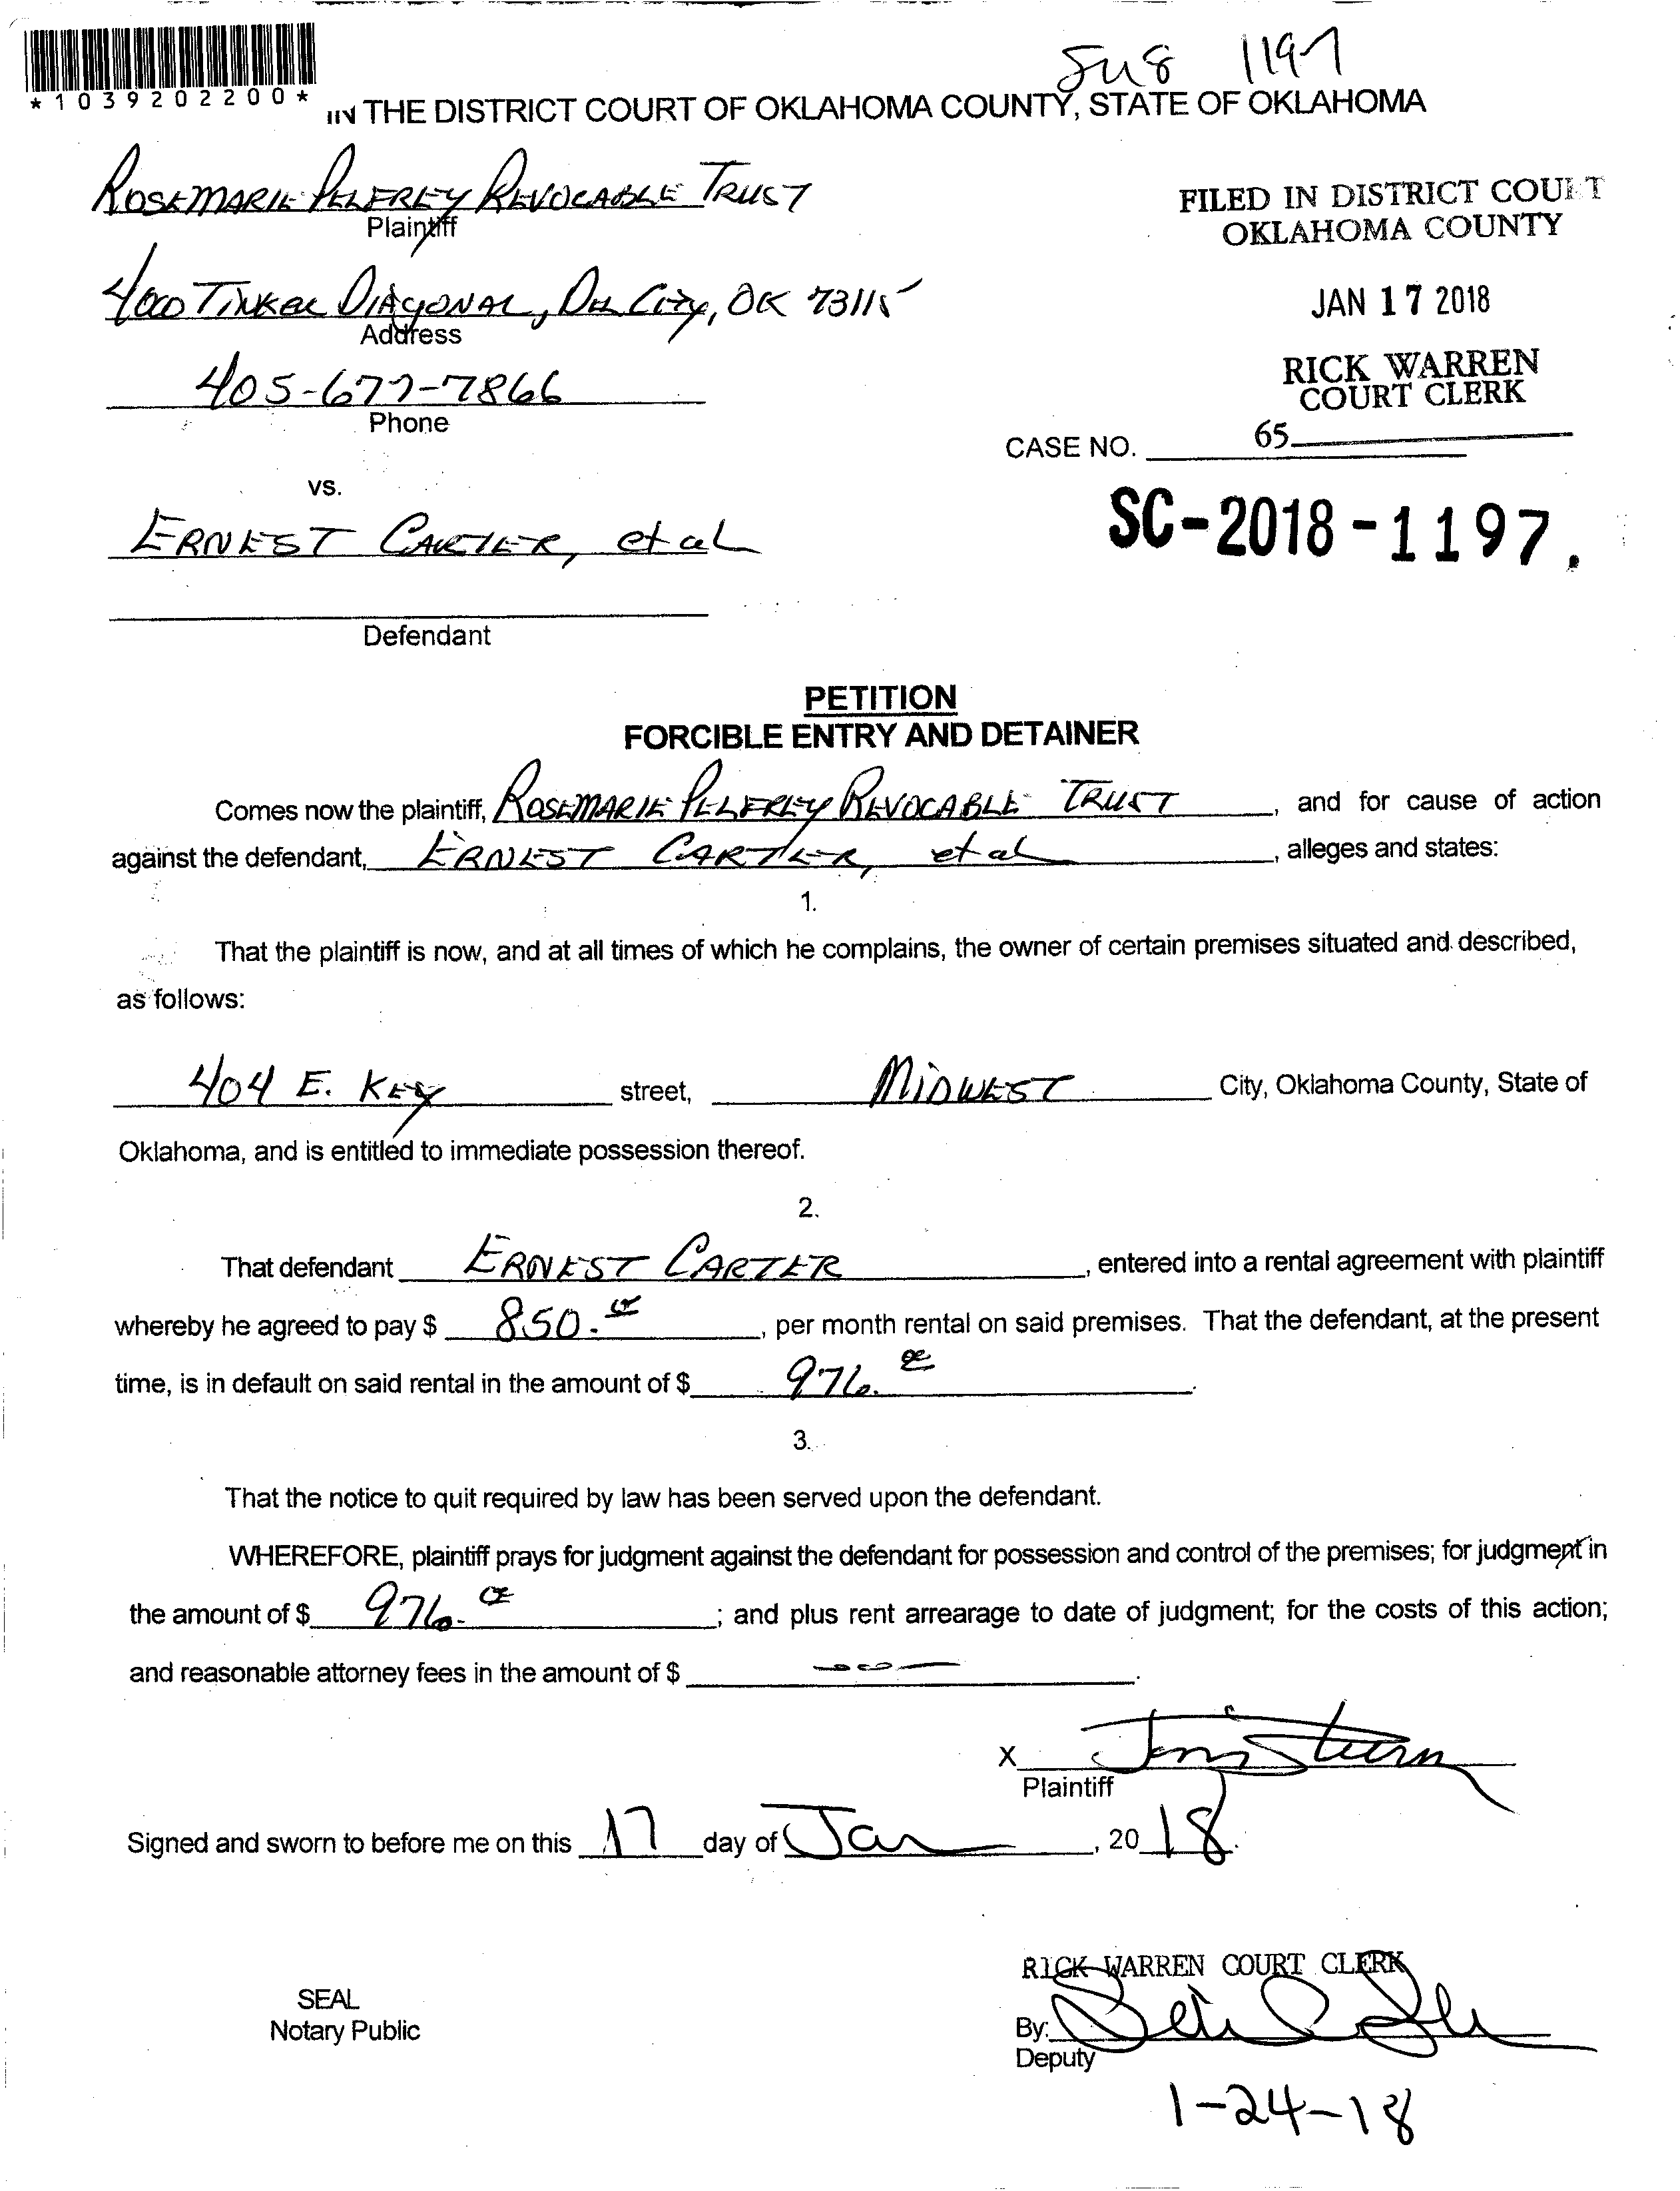 *1039202200*
1197
IN THE DISTRICT COURT OF OKLAHOMA COUNTY, STATE OF OKLAHOMA
ROSEMARIE PELFREY REVOCABLE TRUST
Plaintiff
FILED IN DISTRICT COURT
OKLAHOMA COUNTY
4000 TINKER DIAGONAL, DEL CITY, OK 73115
Address
JAN 17 2018
405-677-7866
Phone
RICK WARREN
COURT CLERK
CASE NO. 65
vs.
SC-2018-1197.
ERNEST CARTER, et al
Defendant
PETITION
FORCIBLE ENTRY AND DETAINER
Comes now the plaintiff, ROSEMARIE PELFREY REVOCABLE TRUST, and for cause of action
against the defendant, ERNEST CARTER, et al, alleges and states:
1.
That the plaintiff is now, and at all times of which he complains, the owner of certain premises situated and described,
as follows:
404 E. KEY street, MIDWEST City, Oklahoma County, State of
Oklahoma, and is entitled to immediate possession thereof.
2.
That defendant ERNEST CARTER, entered into a rental agreement with plaintiff
whereby he agreed to pay $ 850.00, per month rental on said premises. That the defendant, at the present
time, is in default on said rental in the amount of $ 976.00.
3.
That the notice to quit required by law has been served upon the defendant.
WHEREFORE, plaintiff prays for judgment against the defendant for possession and control of the premises; for judgment in
the amount of $ 976.00; and plus rent arrearage to date of judgment; for the costs of this action;
and reasonable attorney fees in the amount of $
X
Plaintiff
Signed and sworn to before me on this 17 day of Jan, 2018.
RICK WARREN COURT CLERK
SEAL
Notary Public
By:
Deputy
1-24-18